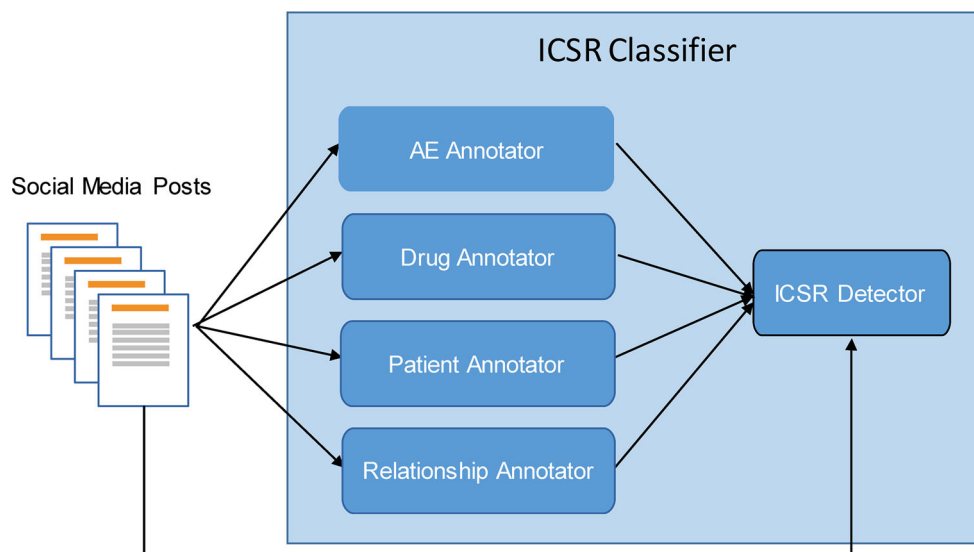 ICSR Classifier
Social Media Posts
AE Annotator
Drug Annotator
Patient Annotator
Relationship Annotator
ICSR Detector